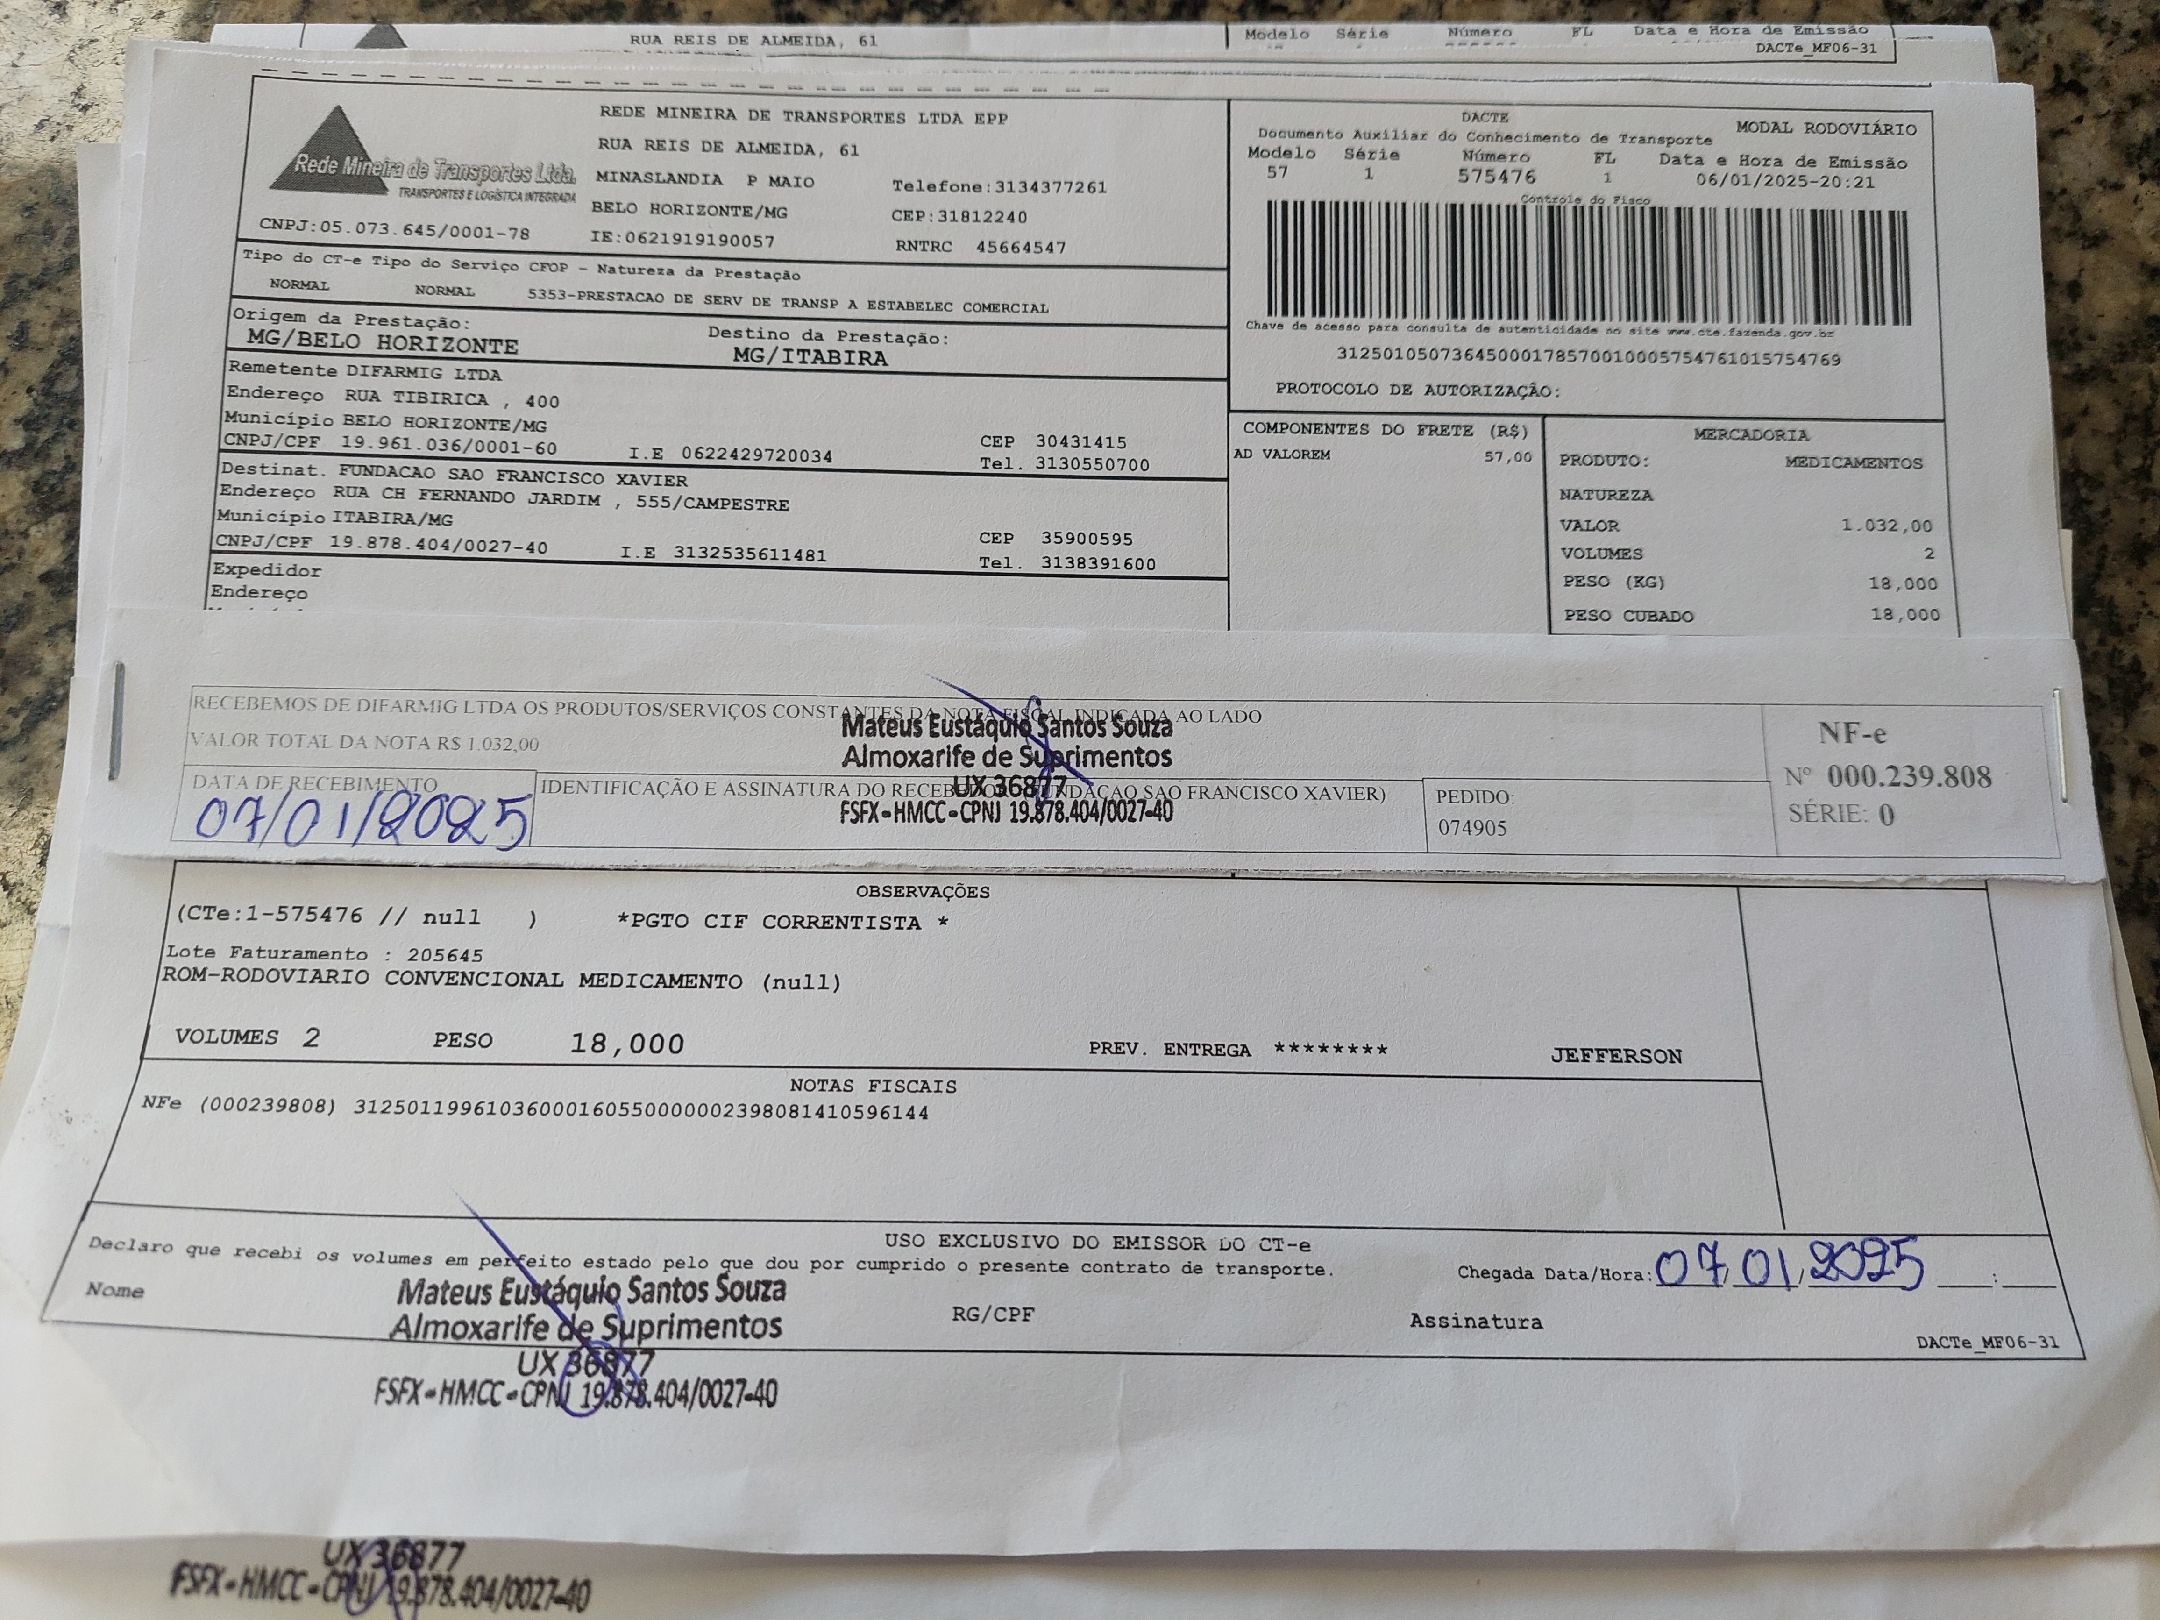 RUA REIS DE ALMEIDA, 61
Modelo Série Número FL Data e Hora de Emissão
DACTe_MF06-31
Rede Mineira de Transportes Ltda.
TRANSPORTES E LOGÍSTICA INTEGRADA
CNPJ:05.073.645/0001-78
REDE MINEIRA DE TRANSPORTES LTDA EPP
RUA REIS DE ALMEIDA, 61
MINASLANDIA P MAIO Telefone:3134377261
BELO HORIZONTE/MG CEP:31812240
IE:0621919190057 RNTRC 45664547
DACTE MODAL RODOVIÁRIO
Documento Auxiliar do Conhecimento de Transporte
Modelo Série Número FL Data e Hora de Emissão
57 1 575476 1 06/01/2025-20:21
Controle do Fisco
Chave de acesso para consulta de autenticidade no site www.cte.fazenda.gov.br
31250105073645000178570010005754761015754769
PROTOCOLO DE AUTORIZAÇÃO:
Tipo do CT-e Tipo do Serviço CFOP - Natureza da Prestação
NORMAL NORMAL 5353-PRESTACAO DE SERV DE TRANSP A ESTABELEC COMERCIAL
Origem da Prestação: Destino da Prestação:
MG/BELO HORIZONTE MG/ITABIRA
Remetente DIFARMIG LTDA
Endereço RUA TIBIRICA , 400
Município BELO HORIZONTE/MG CEP 30431415
CNPJ/CPF 19.961.036/0001-60 I.E 0622429720034 Tel. 3130550700
Destinat. FUNDACAO SAO FRANCISCO XAVIER
Endereço RUA CH FERNANDO JARDIM , 555/CAMPESTRE
Município ITABIRA/MG CEP 35900595
CNPJ/CPF 19.878.404/0027-40 I.E 3132535611481 Tel. 3138391600
Expedidor
Endereço
COMPONENTES DO FRETE (R$)
AD VALOREM 57,00
MERCADORIA
PRODUTO: MEDICAMENTOS
NATUREZA
VALOR 1.032,00
VOLUMES 2
PESO (KG) 18,000
PESO CUBADO 18,000
RECEBEMOS DE DIFARMIG LTDA OS PRODUTOS/SERVIÇOS CONSTANTES DA NOTA FISCAL INDICADA AO LADO
VALOR TOTAL DA NOTA R$ 1.032,00
Mateus Eustáquio Santos Souza
Almoxarife de Suprimentos
UX 36877
FSFX-HMCC-CPNJ 19.878.404/0027-40
DATA DE RECEBIMENTO
07/01/2025
IDENTIFICAÇÃO E ASSINATURA DO RECEBEDOR (FUNDAÇAO SAO FRANCISCO XAVIER)
PEDIDO:
074905
NF-e
Nº 000.239.808
SÉRIE: 0
OBSERVAÇÕES
(CTe:1-575476 // null ) *PGTO CIF CORRENTISTA *
Lote Faturamento : 205645
ROM-RODOVIARIO CONVENCIONAL MEDICAMENTO (null)
VOLUMES 2 PESO 18,000 PREV. ENTREGA ******** JEFFERSON
NOTAS FISCAIS
NFe (000239808) 31250119961036000160550000002398081410596144
USO EXCLUSIVO DO EMISSOR DO CT-e
Declaro que recebi os volumes em perfeito estado pelo que dou por cumprido o presente contrato de transporte.
Chegada Data/Hora: 07/01/2025 __:__
Nome RG/CPF Assinatura
Mateus Eustáquio Santos Souza
Almoxarife de Suprimentos
UX 36877
FSFX-HMCC-CPNJ 19.878.404/0027-40
DACTe_MF06-31
UX 36877
FSFX-HMCC-CPNJ 19.878.404/0027-40